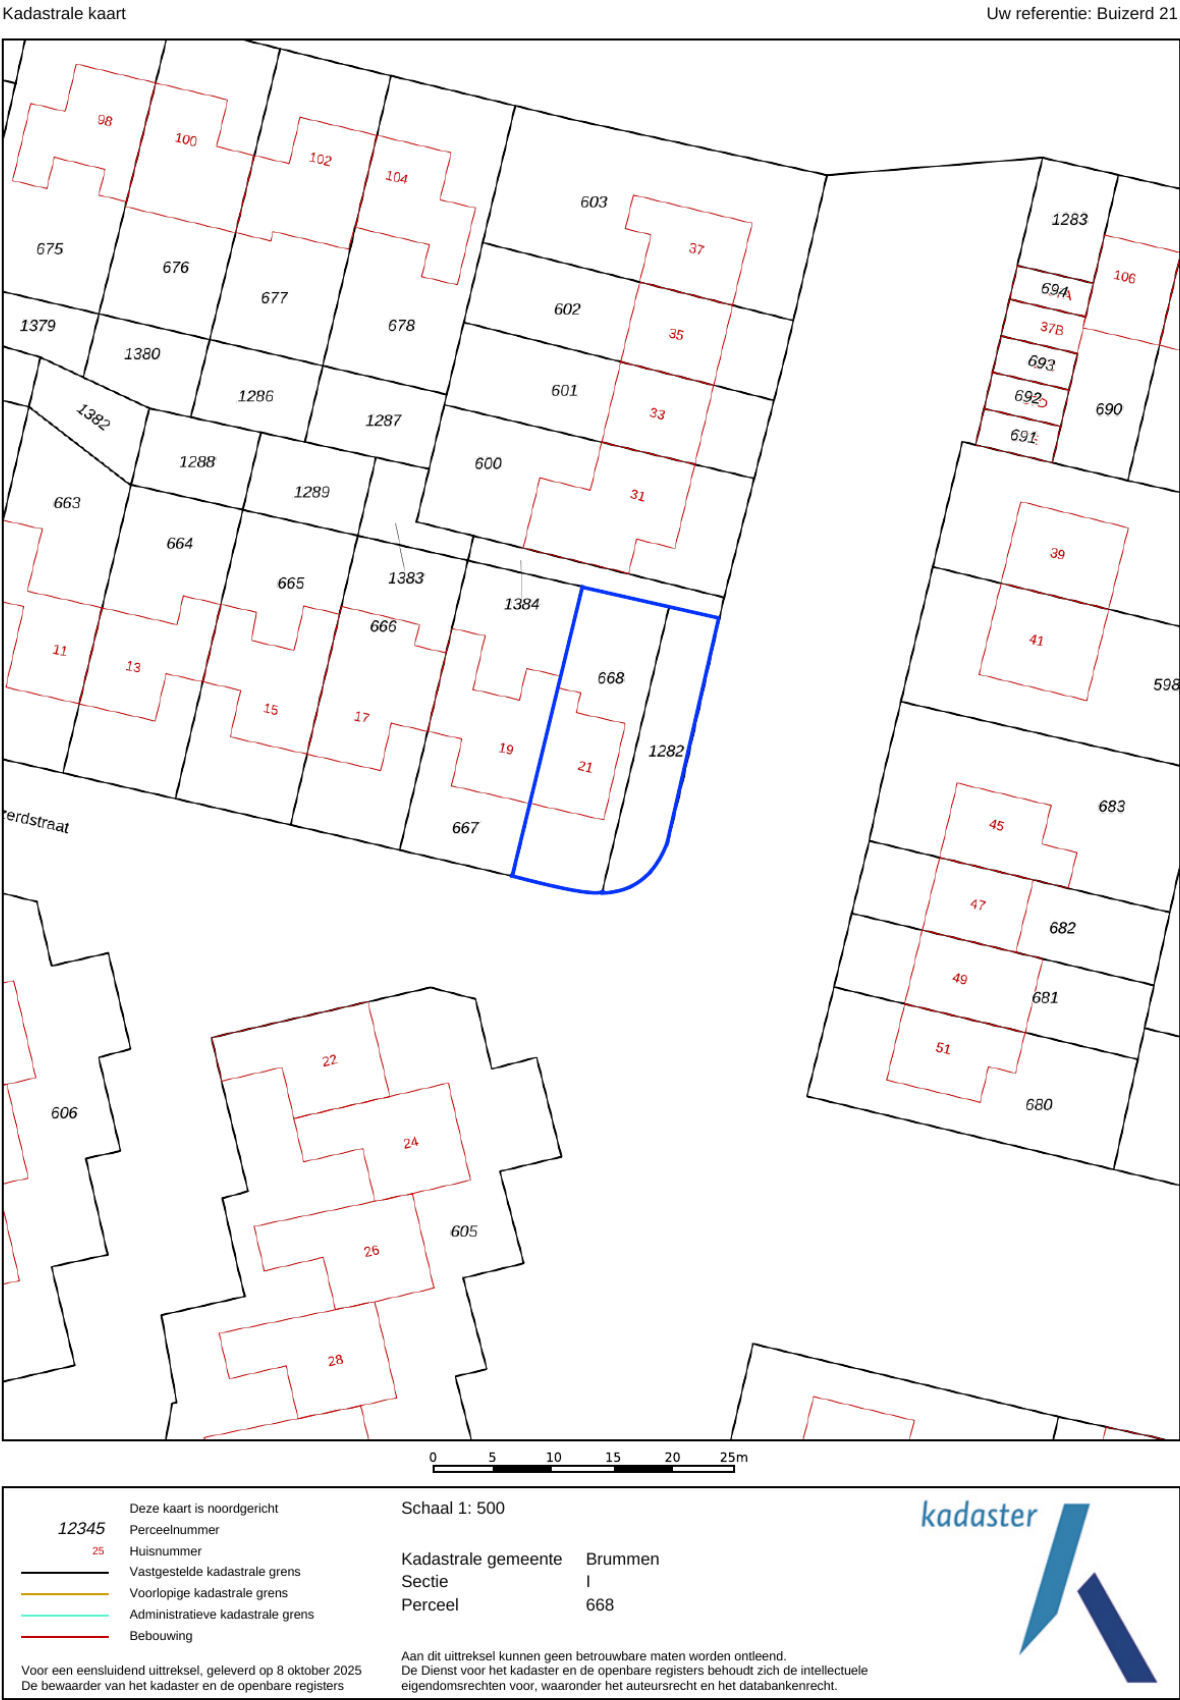 Kadastrale kaart
Uw referentie: Buizerd 21
98
100
102
104
603
37
1283
106
675
676
677
678
602
35
694
37B
693
692
691
690
1379
1380
1286
1287
601
33
600
31
1382
1288
1289
663
664
665
1383
666
1384
668
1282
39
41
598
11
13
15
17
19
21
667
zerdstraat
45
683
47
682
49
681
51
680
606
22
24
605
26
28
0 5 10 15 20 25m
Deze kaart is noordgericht
12345 Perceelnummer
25 Huisnummer
Vastgestelde kadastrale grens
Voorlopige kadastrale grens
Administratieve kadastrale grens
Bebouwing
Voor een eensluidend uittreksel, geleverd op 8 oktober 2025
De bewaarder van het kadaster en de openbare registers
Schaal 1: 500
Kadastrale gemeente Brummen
Sectie I
Perceel 668
Aan dit uittreksel kunnen geen betrouwbare maten worden ontleend.
De Dienst voor het kadaster en de openbare registers behoudt zich de intellectuele
eigendomsrechten voor, waaronder het auteursrecht en het databankenrecht.
kadaster